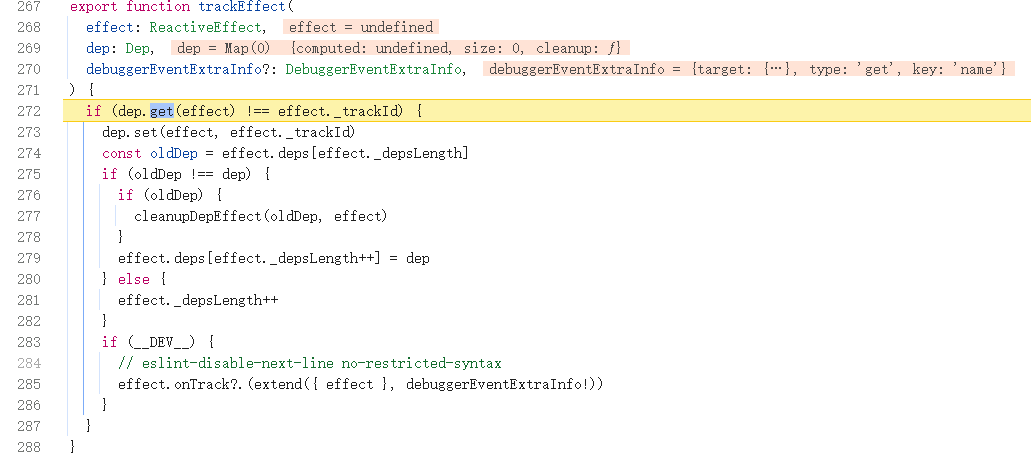 267 export function trackEffect(
268 effect: ReactiveEffect, effect = undefined
269 dep: Dep, dep = Map(0) {computed: undefined, size: 0, cleanup: ƒ}
270 debuggerEventExtraInfo?: DebuggerEventExtraInfo, debuggerEventExtraInfo = {target: {…}, type: 'get', key: 'name'}
271 ) {
272 if (dep.get(effect) !== effect._trackId) {
273 dep.set(effect, effect._trackId)
274 const oldDep = effect.deps[effect._depsLength]
275 if (oldDep !== dep) {
276 if (oldDep) {
277 cleanupDepEffect(oldDep, effect)
278 }
279 effect.deps[effect._depsLength++] = dep
280 } else {
281 effect._depsLength++
282 }
283 if (__DEV__) {
284 // eslint-disable-next-line no-restricted-syntax
285 effect.onTrack?.(extend({ effect }, debuggerEventExtraInfo!))
286 }
287 }
288 }